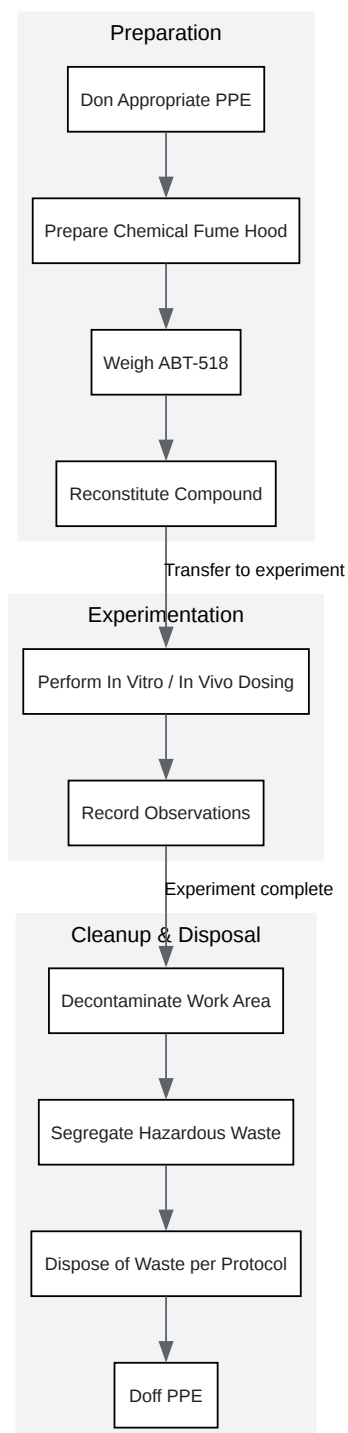 Preparation
Don Appropriate PPE
Prepare Chemical Fume Hood
Weigh ABT-518
Reconstitute Compound
Transfer to experiment
Experimentation
Perform In Vitro / In Vivo Dosing
Record Observations
Experiment complete
Cleanup & Disposal
Decontaminate Work Area
Segregate Hazardous Waste
Dispose of Waste per Protocol
Doff PPE